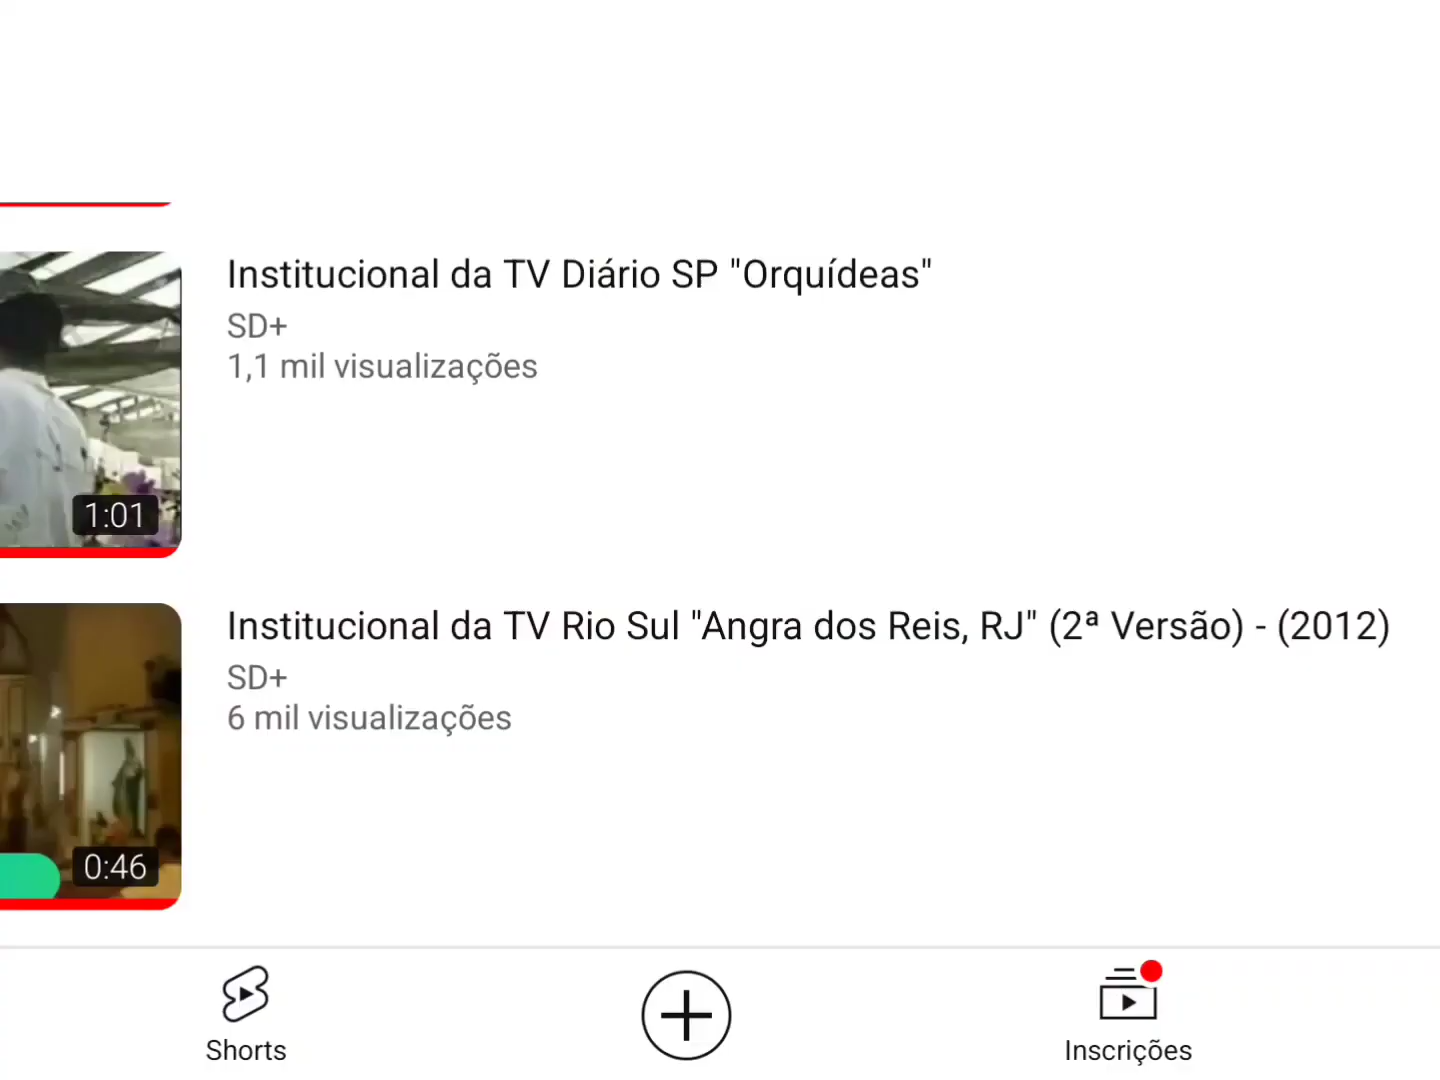 Institucional da TV Diário SP "Orquídeas"
SD+
1,1 mil visualizações
1:01
Institucional da TV Rio Sul "Angra dos Reis, RJ" (2ª Versão) - (2012)
SD+
6 mil visualizações
0:46
Shorts
Inscrições